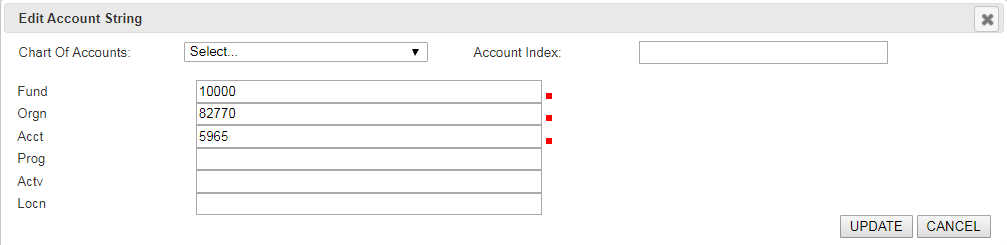 Edit Account String
Chart Of Accounts: Select... Account Index:
Fund 10000
Orgn 82770
Acct 5965
Prog
Actv
Locn
UPDATE CANCEL